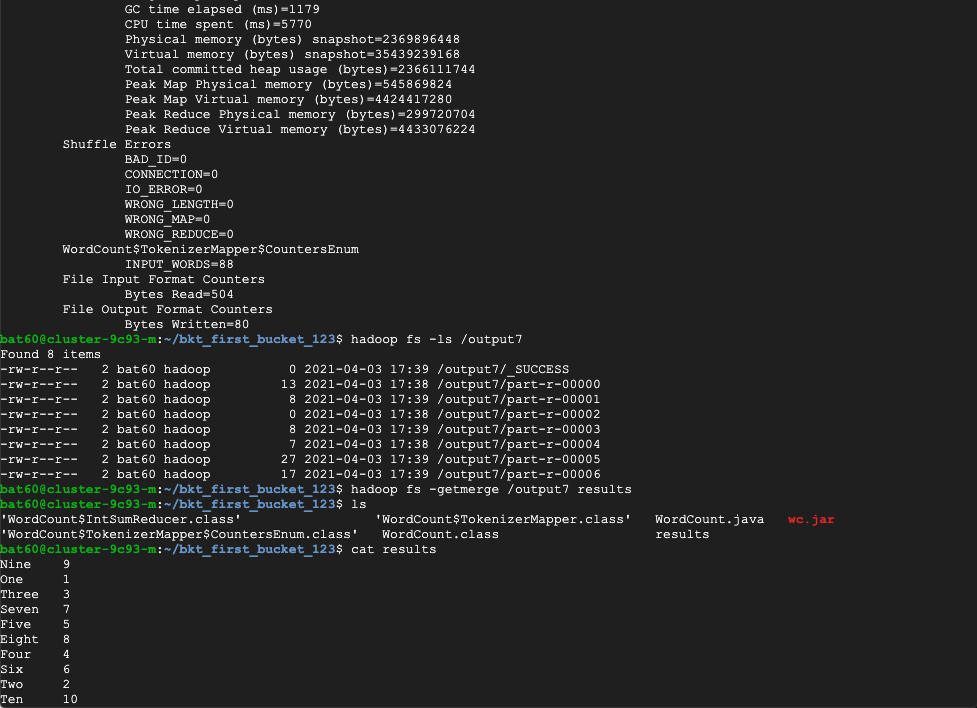 GC time elapsed (ms)=1179
CPU time spent (ms)=5770
Physical memory (bytes) snapshot=2369896448
Virtual memory (bytes) snapshot=35439239168
Total committed heap usage (bytes)=2366111744
Peak Map Physical memory (bytes)=545869824
Peak Map Virtual memory (bytes)=4424417280
Peak Reduce Physical memory (bytes)=299720704
Peak Reduce Virtual memory (bytes)=4433076224
Shuffle Errors
BAD_ID=0
CONNECTION=0
IO_ERROR=0
WRONG_LENGTH=0
WRONG_MAP=0
WRONG_REDUCE=0
WordCount$TokenizerMapper$CountersEnum
INPUT_WORDS=88
File Input Format Counters
Bytes Read=504
File Output Format Counters
Bytes Written=80
bat60@cluster-9c93-m:~/bkt_first_bucket_123$ hadoop fs -ls /output7
Found 8 items
-rw-r--r--   2 bat60 hadoop          0 2021-04-03 17:39 /output7/_SUCCESS
-rw-r--r--   2 bat60 hadoop         13 2021-04-03 17:38 /output7/part-r-00000
-rw-r--r--   2 bat60 hadoop          8 2021-04-03 17:39 /output7/part-r-00001
-rw-r--r--   2 bat60 hadoop          0 2021-04-03 17:38 /output7/part-r-00002
-rw-r--r--   2 bat60 hadoop          8 2021-04-03 17:39 /output7/part-r-00003
-rw-r--r--   2 bat60 hadoop          7 2021-04-03 17:38 /output7/part-r-00004
-rw-r--r--   2 bat60 hadoop         27 2021-04-03 17:39 /output7/part-r-00005
-rw-r--r--   2 bat60 hadoop         17 2021-04-03 17:39 /output7/part-r-00006
bat60@cluster-9c93-m:~/bkt_first_bucket_123$ hadoop fs -getmerge /output7 results
bat60@cluster-9c93-m:~/bkt_first_bucket_123$ ls
'WordCount$IntSumReducer.class'   'WordCount$TokenizerMapper.class'   WordCount.java   wc.jar
'WordCount$TokenizerMapper$CountersEnum.class'   WordCount.class   results
bat60@cluster-9c93-m:~/bkt_first_bucket_123$ cat results
Nine    9
One     1
Three   3
Seven   7
Five    5
Eight   8
Four    4
Six     6
Two     2
Ten     10